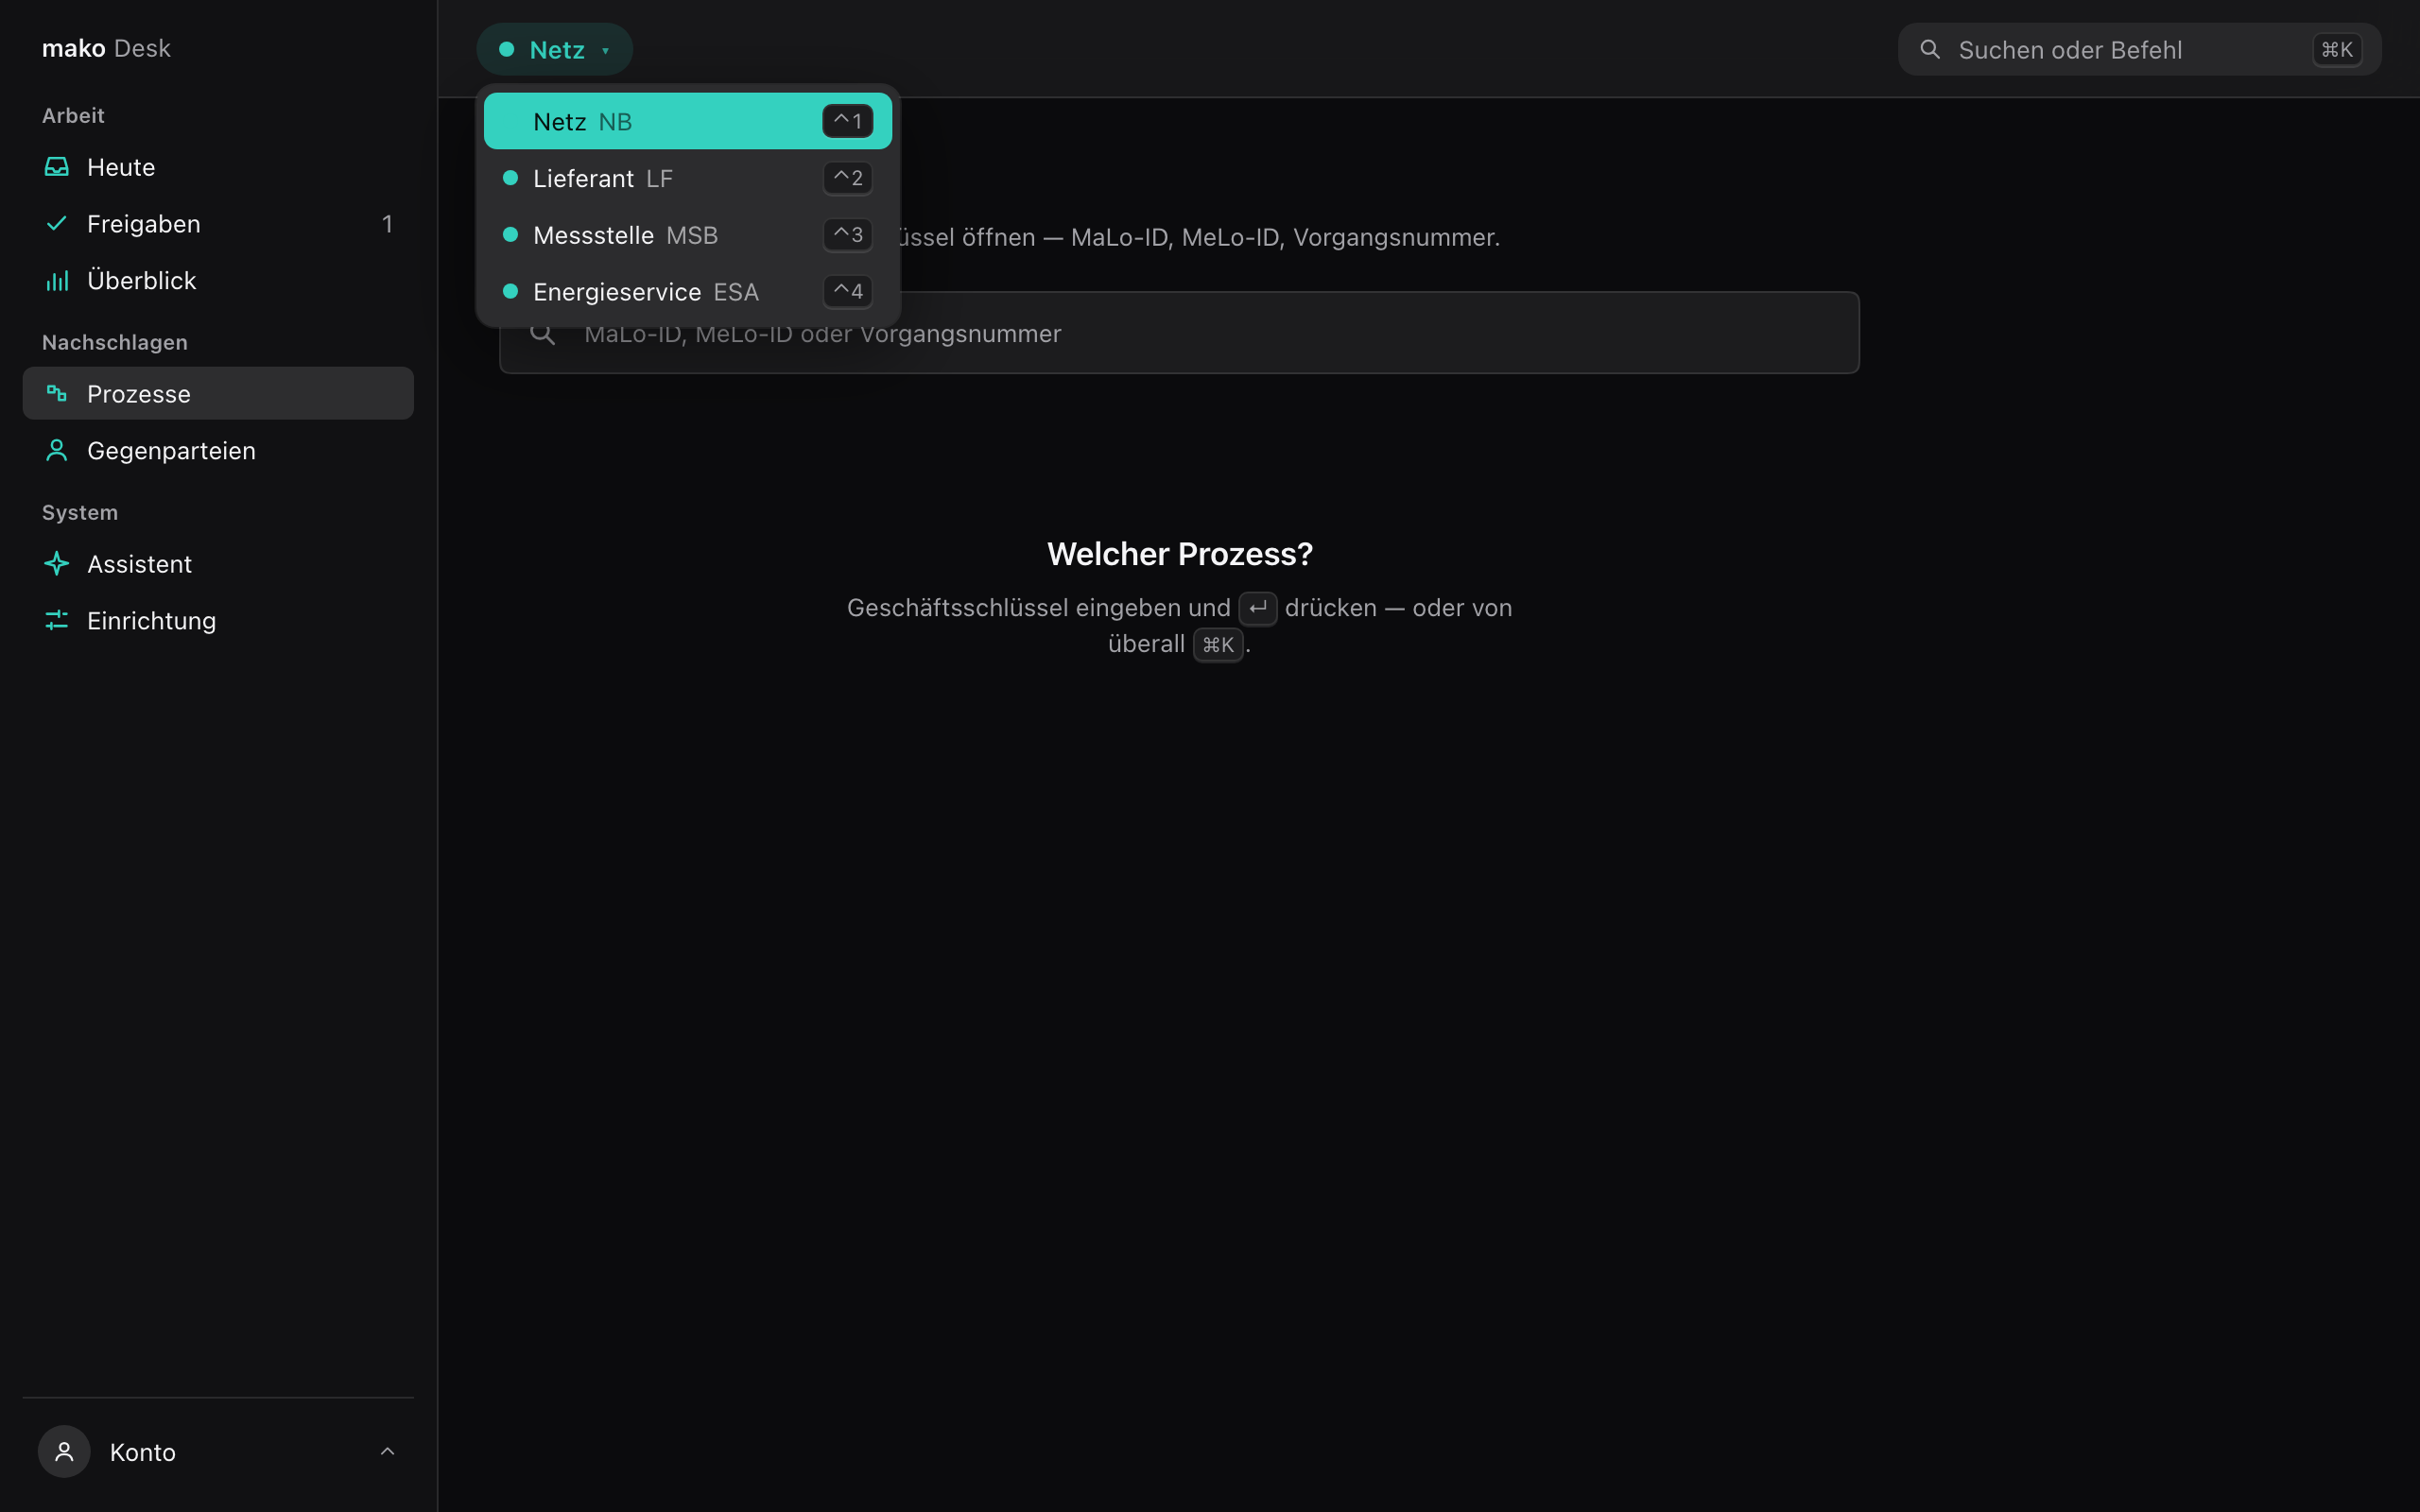 mako Desk
Arbeit
Heute
Freigaben 1
Überblick
Nachschlagen
Prozesse
Gegenparteien
System
Assistent
Einrichtung
Konto
Netz
Suchen oder Befehl ⌘K
Netz NB ^1
Lieferant LF ^2
Messstelle MSB ^3
Energieservice ESA ^4
öffnen — MaLo-ID, MeLo-ID, Vorgangsnummer.
MaLo-ID, MeLo-ID oder Vorgangsnummer
Welcher Prozess?
Geschäftsschlüssel eingeben und ↵ drücken — oder von
überall ⌘K.